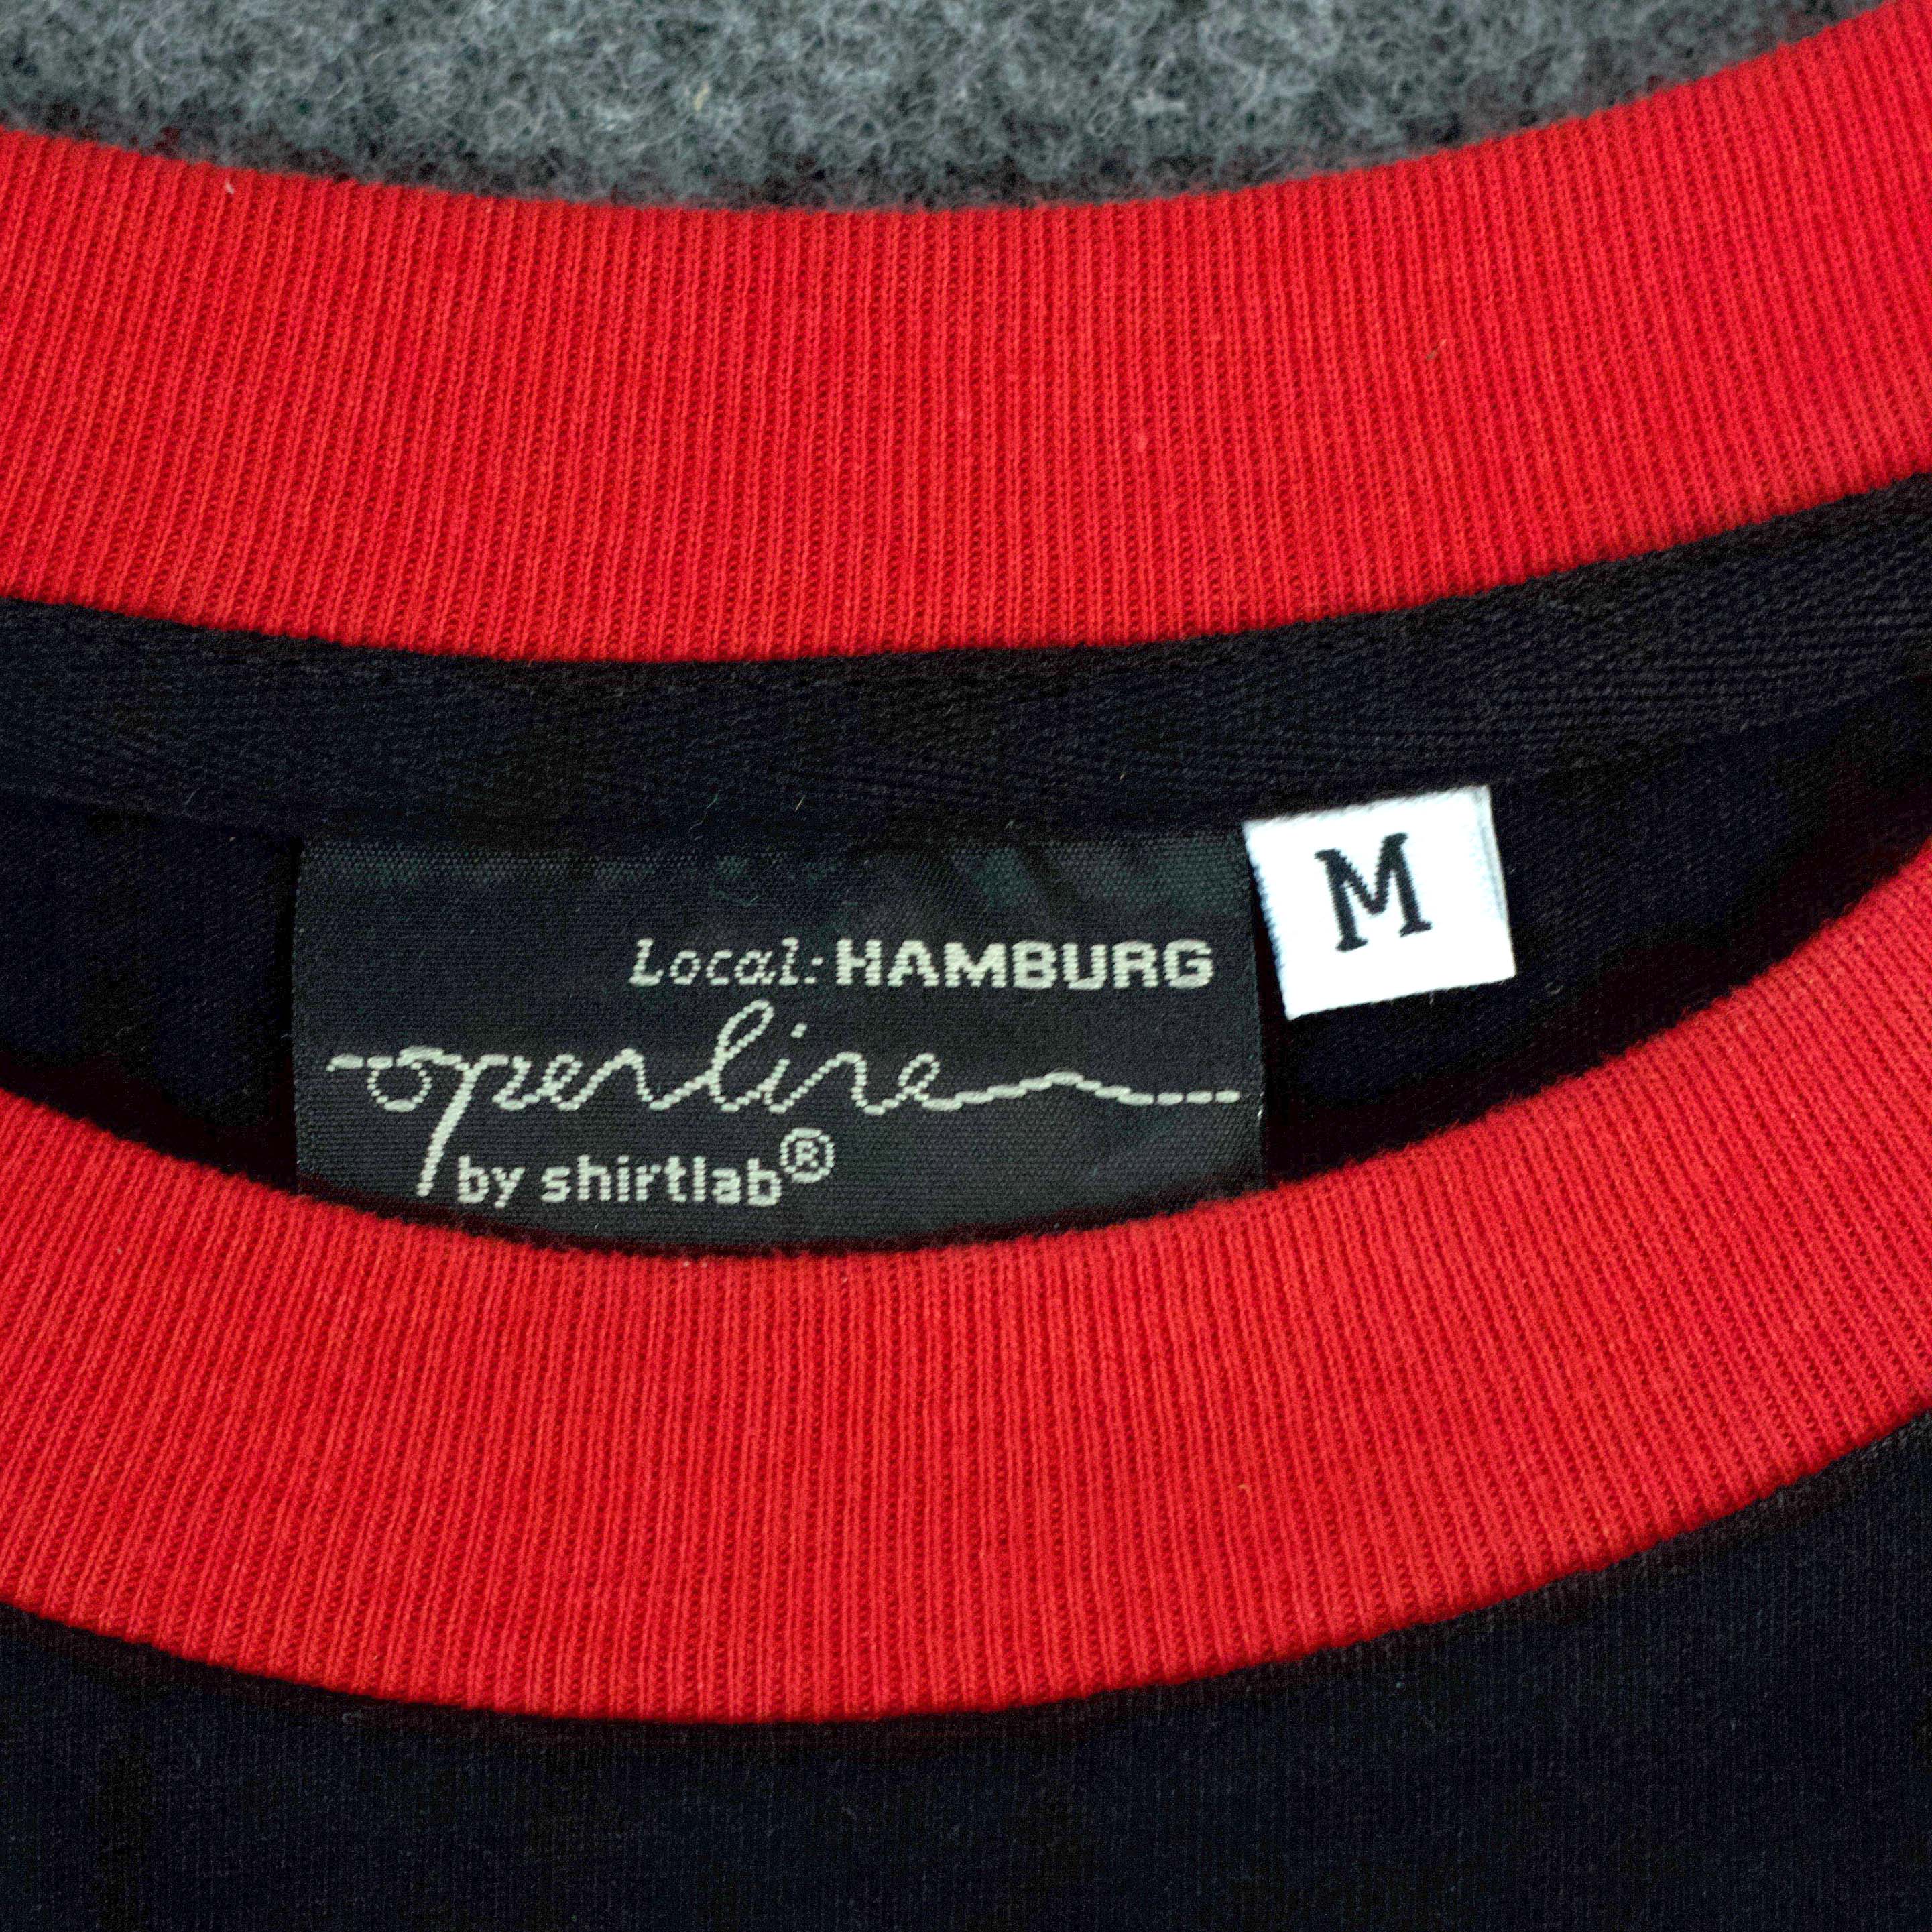 Local: HAMBURG
openline
by shirtlab®
M